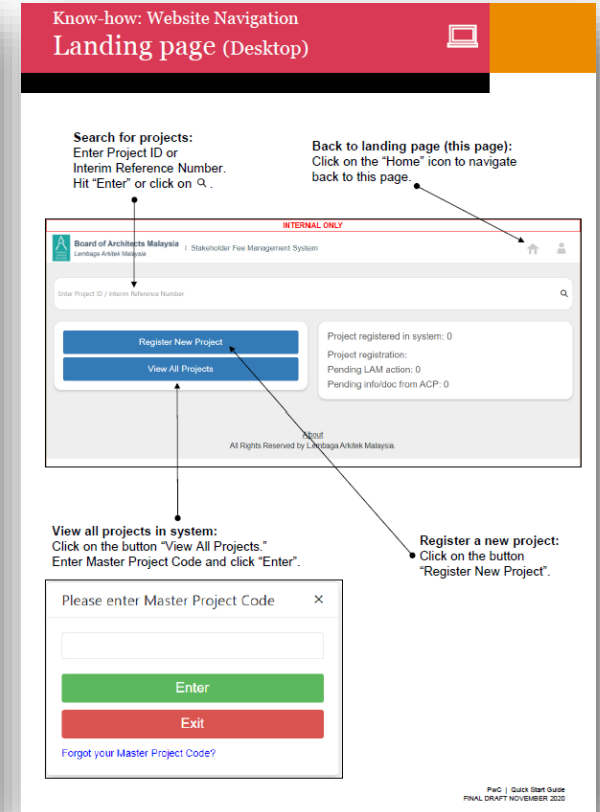 Know-how: Website Navigation
Landing page (Desktop)
Search for projects:
Enter Project ID or
Interim Reference Number.
Hit “Enter” or click on .
Back to landing page (this page):
Click on the “Home” icon to navigate
back to this page.
INTERNAL ONLY
Board of Architects Malaysia | Stakeholder Fee Management System
Lembaga Arkitek Malaysia
Enter Project ID / Interim Reference Number
Register New Project
View All Projects
Project registered in system: 0
Project registration:
Pending LAM action: 0
Pending info/doc from ACP: 0
About
All Rights Reserved by Lembaga Arkitek Malaysia.
View all projects in system:
Click on the button “View All Projects.”
Enter Master Project Code and click “Enter”.
Register a new project:
Click on the button
“Register New Project”.
Please enter Master Project Code ×
Enter
Exit
Forgot your Master Project Code?
PwC | Quick Start Guide
FINAL DRAFT NOVEMBER 2020